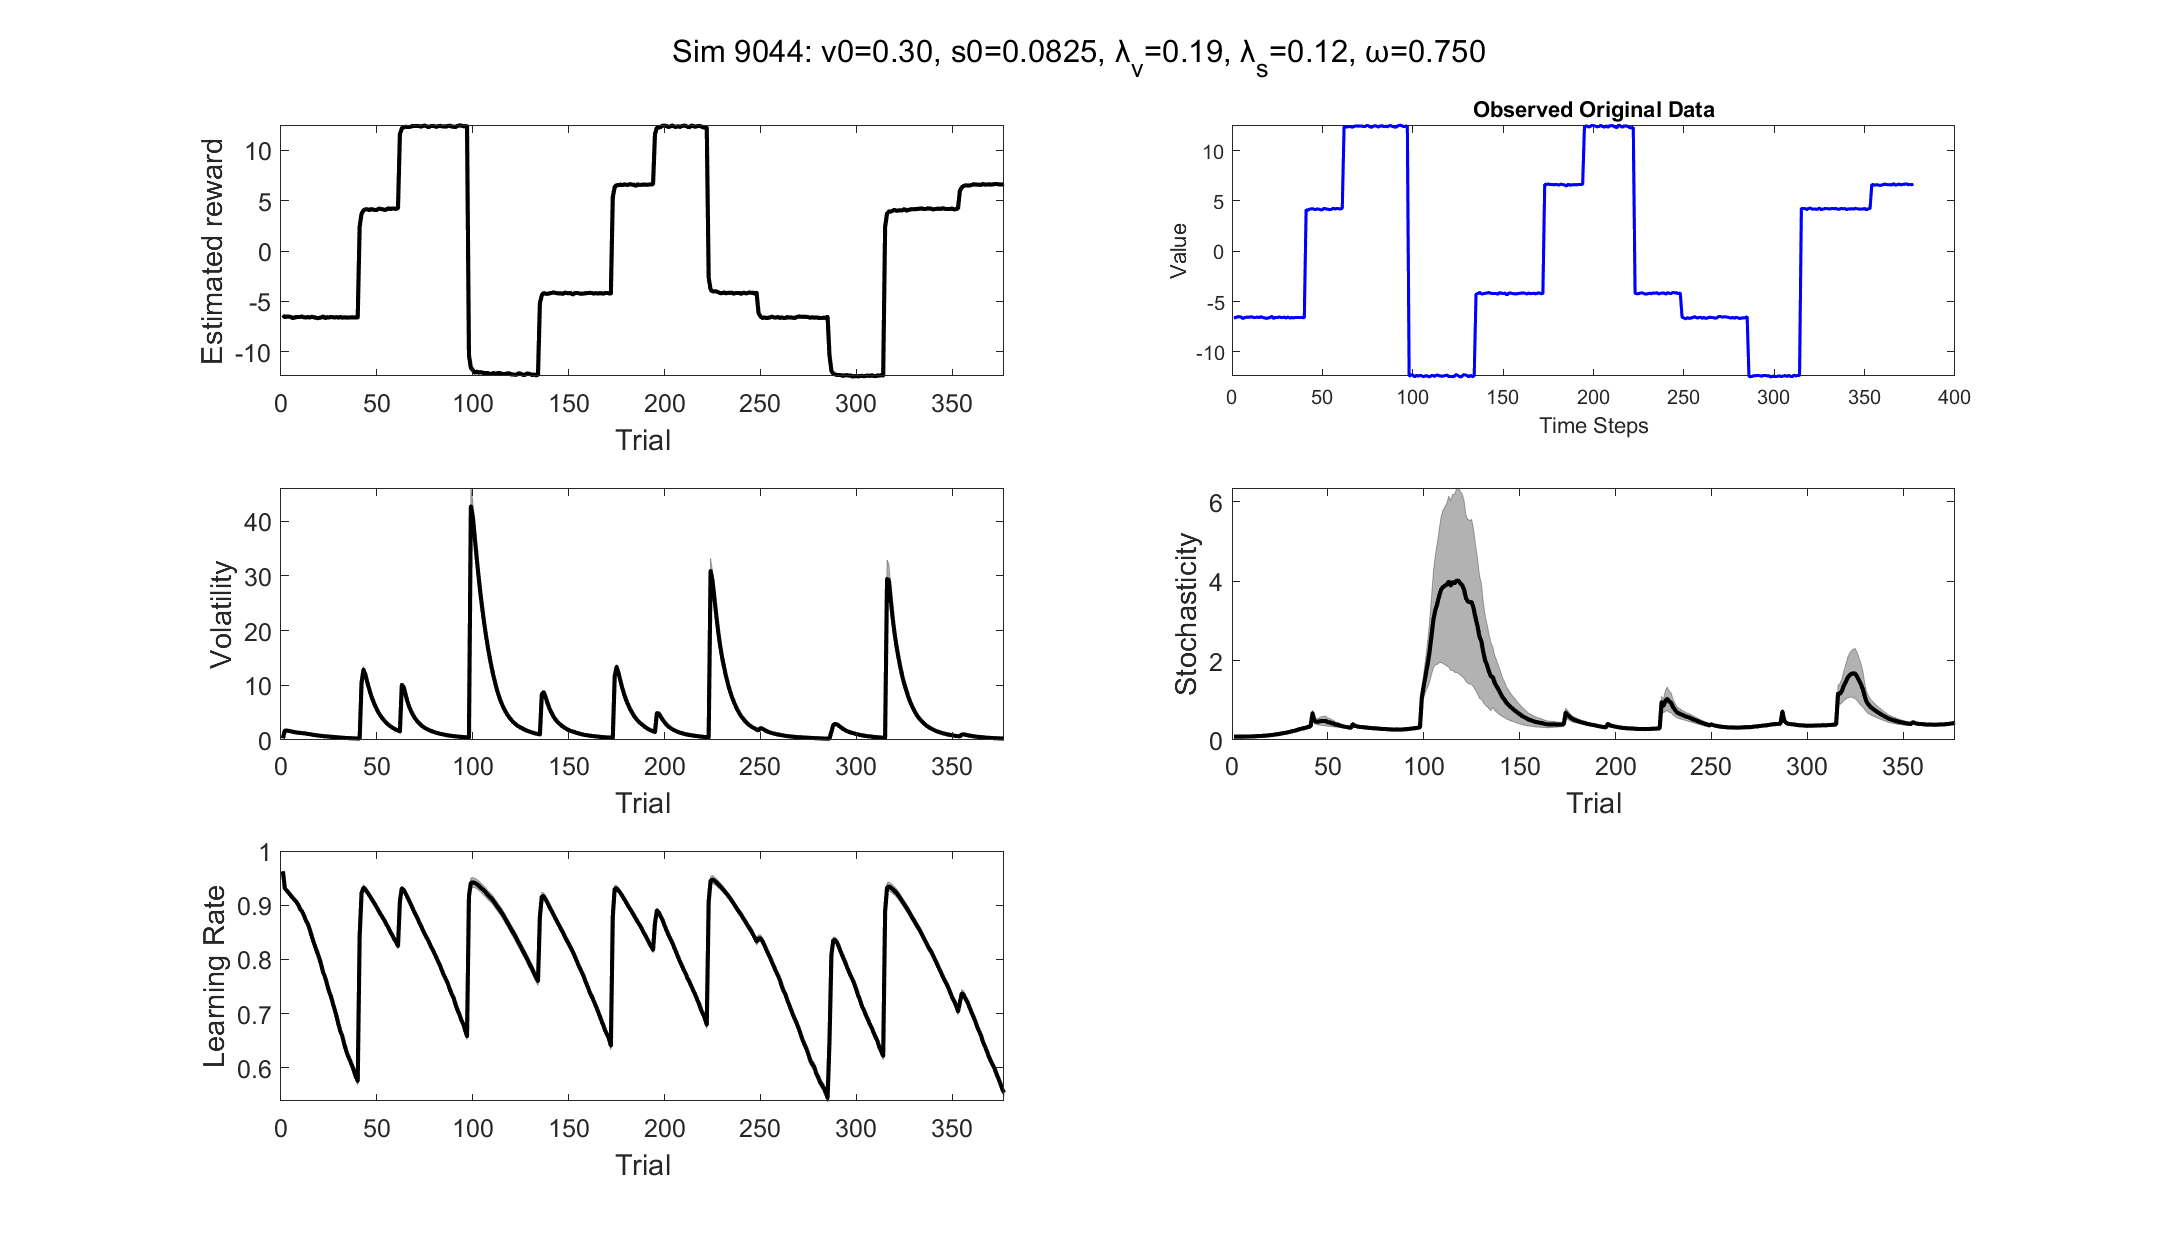 Sim 9044: v0=0.30, s0=0.0825, λ_v=0.19, λ_s=0.12, ω=0.750
Estimated reward
10
5
0
-5
-10
0 50 100 150 200 250 300 350
Trial
Observed Original Data
Value
10
5
0
-5
-10
0 50 100 150 200 250 300 350 400
Time Steps
Volatility
40
30
20
10
0
0 50 100 150 200 250 300 350
Trial
Stochasticity
6
4
2
0
0 50 100 150 200 250 300 350
Trial
Learning Rate
1
0.9
0.8
0.7
0.6
0 50 100 150 200 250 300 350
Trial